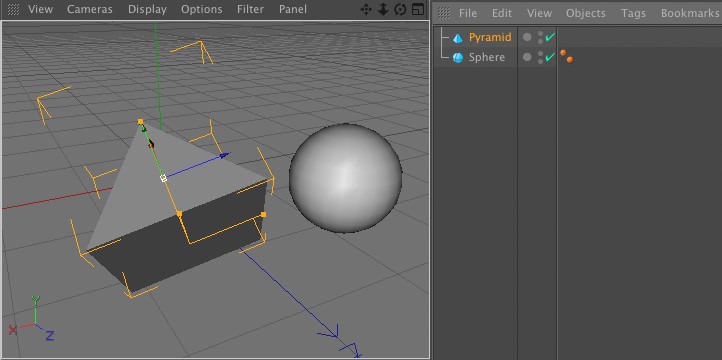 View Cameras Display Options Filter Panel
File Edit View Objects Tags Bookmarks
Pyramid
Sphere
Y
X
Z